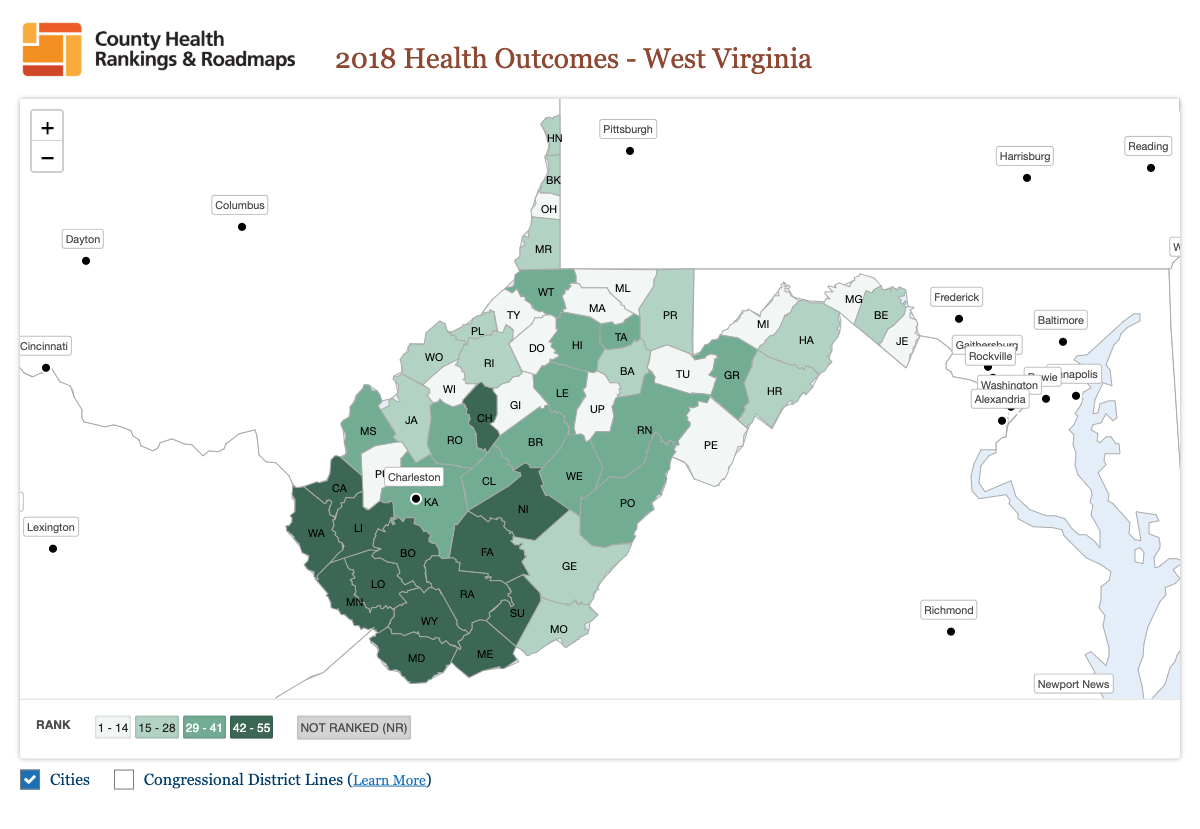 County Health
Rankings & Roadmaps
2018 Health Outcomes - West Virginia
+
−
Pittsburgh
HN
Reading
Harrisburg
BK
Columbus
OH
Dayton
MR
W
WT
ML
MG
Frederick
MA
TY
PR
BE
Baltimore
MI
PL
TA
HA
JE
Cincinnati
DO
HI
Gaithersburg
Rockville
WO
RI
BA
TU
GR
nnapolis
owie
Washington
WI
LE
HR
Alexandria
GI
UP
JA
CH
MS
RO
BR
RN
PE
P
Charleston
WE
CL
CA
KA
PO
NI
Lexington
WA
LI
BO
FA
GE
LO
RA
MN
Richmond
SU
WY
MO
MD
ME
Newport News
RANK
1 - 14
15 - 28
29 - 41
42 - 55
NOT RANKED (NR)
Cities
Congressional District Lines (Learn More)